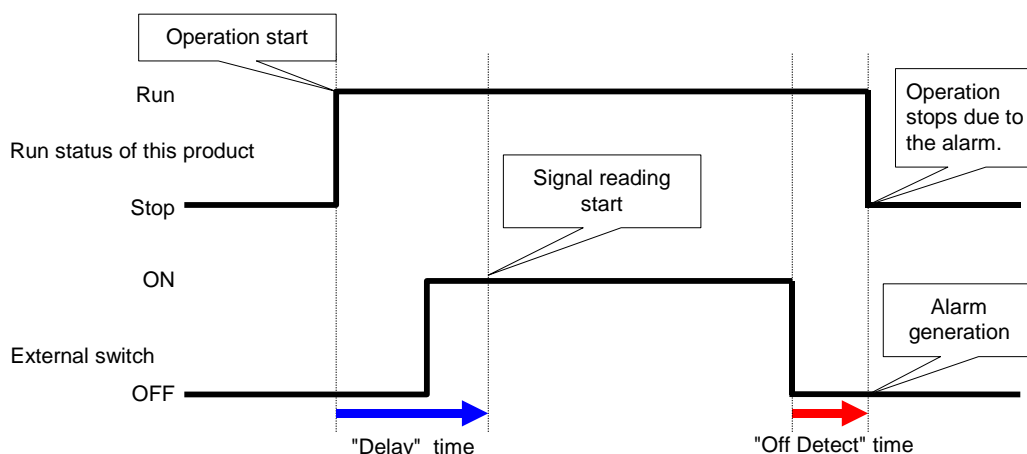 Operation start
Run
Operation
stops due to
the alarm.
Run status of this product
Signal reading
start
Stop
ON
Alarm
generation
External switch
OFF
"Delay" time
"Off Detect" time